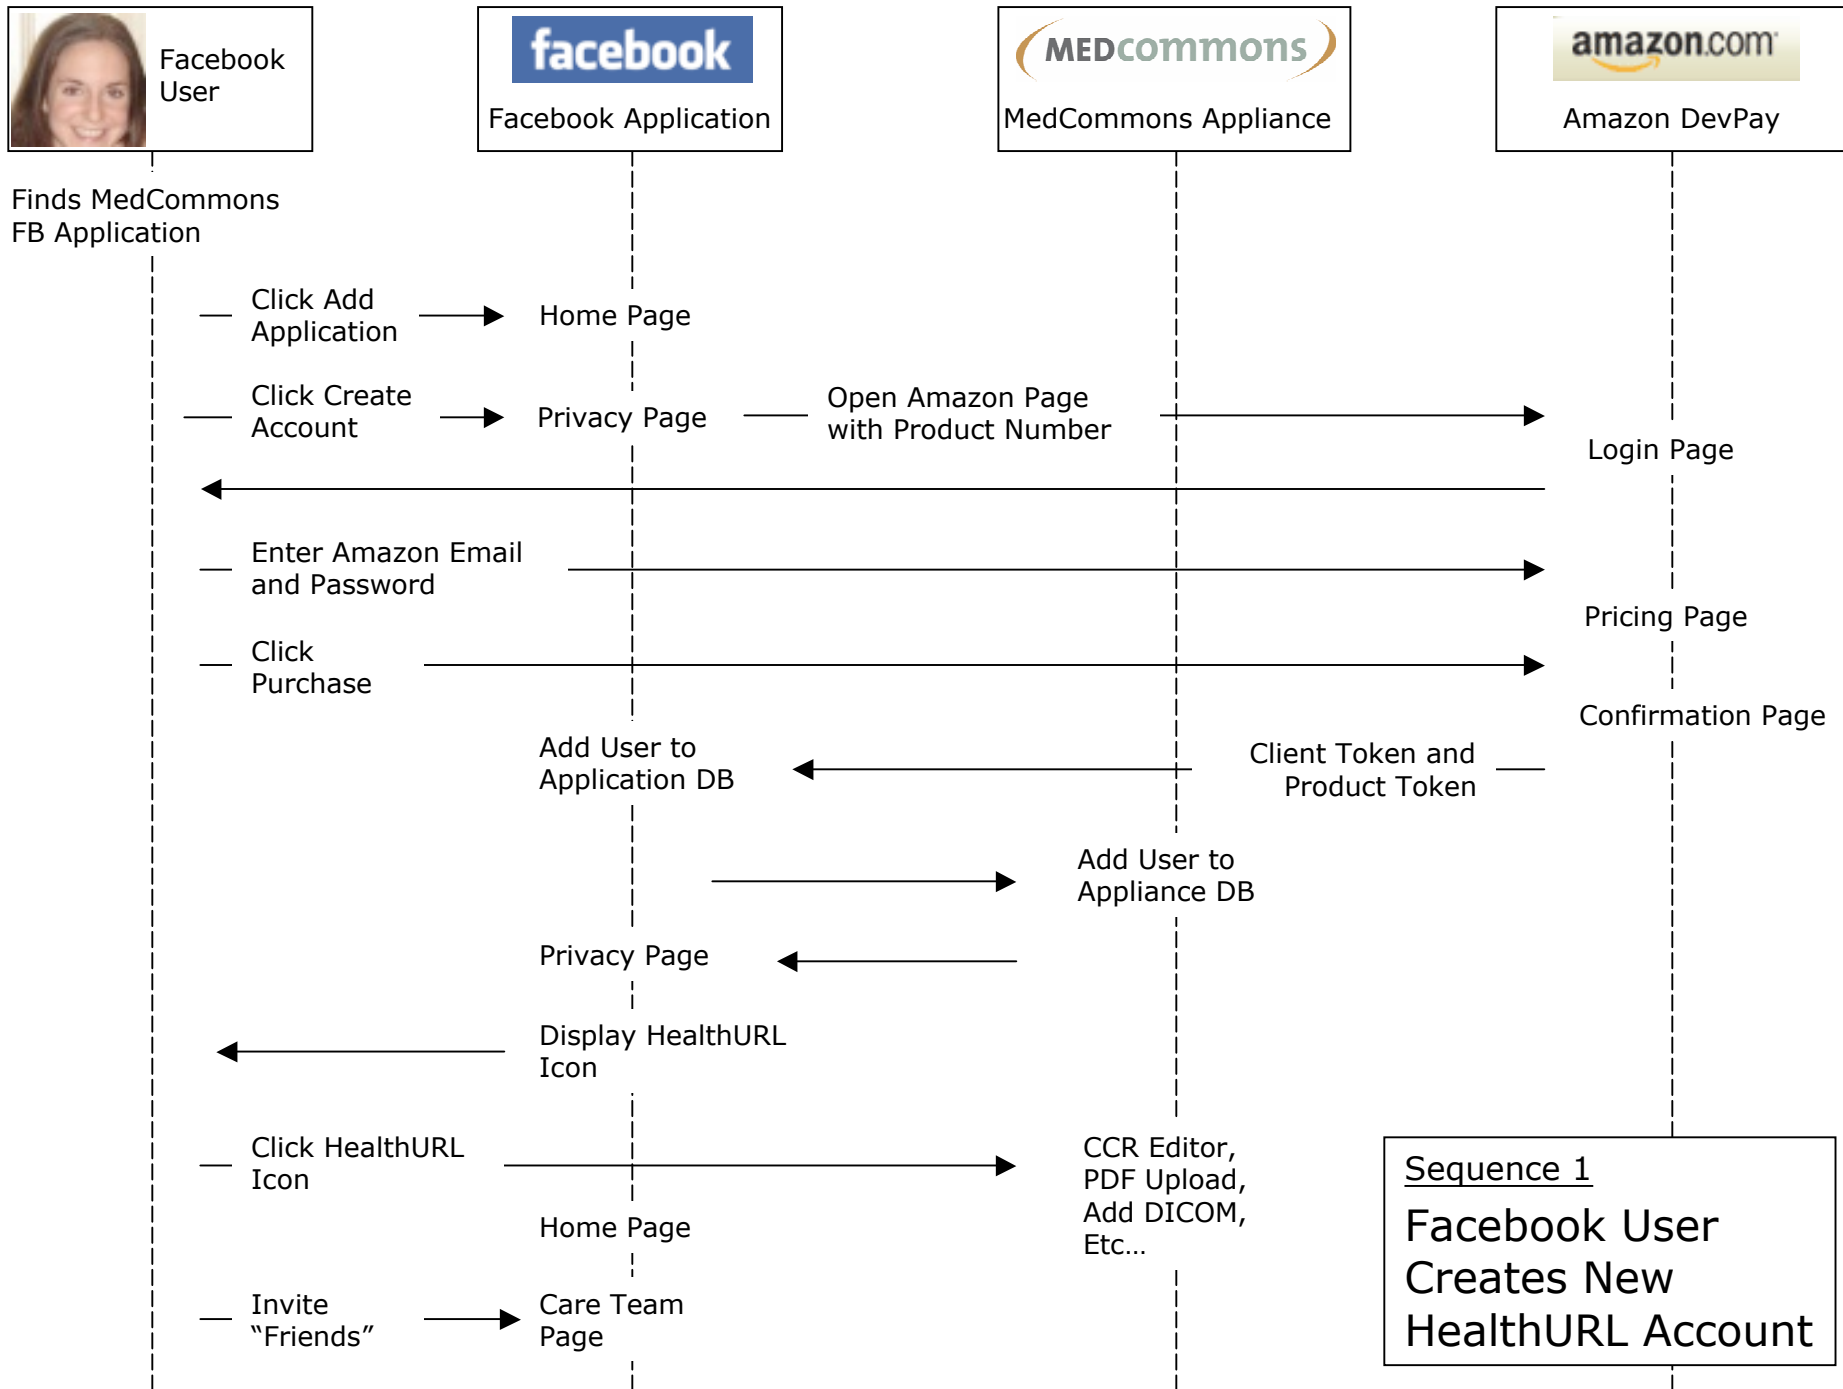 Facebook
User
facebook
Facebook Application
MEDcommons
MedCommons Appliance
amazon.com
Amazon DevPay
Finds MedCommons
FB Application
Click Add
Application
Home Page
Click Create
Account
Privacy Page
Open Amazon Page
with Product Number
Login Page
Enter Amazon Email
and Password
Pricing Page
Click
Purchase
Confirmation Page
Add User to
Application DB
Client Token and
Product Token
Add User to
Appliance DB
Privacy Page
Display HealthURL
Icon
Click HealthURL
Icon
CCR Editor,
PDF Upload,
Add DICOM,
Etc…
Home Page
Invite
“Friends”
Care Team
Page
Sequence 1
Facebook User
Creates New
HealthURL Account